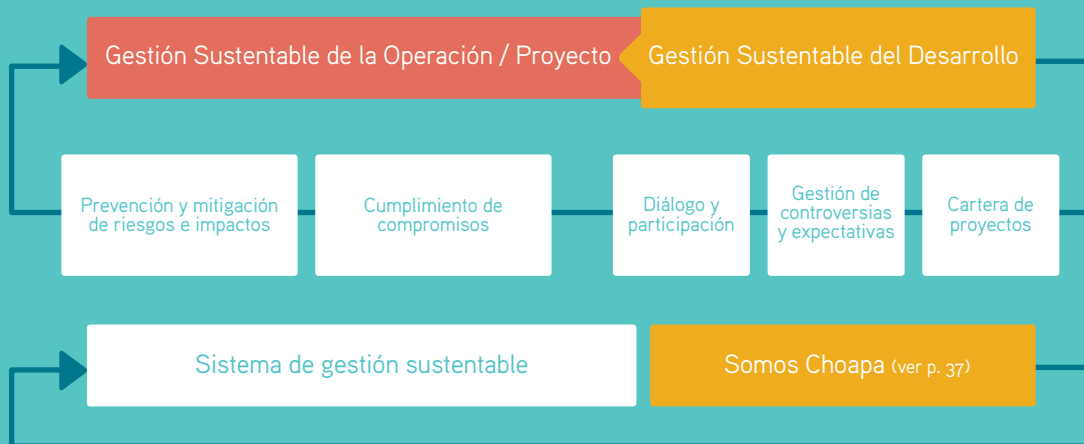 Gestión Sustentable de la Operación / Proyecto
Gestión Sustentable del Desarrollo
Prevención y mitigación
de riesgos e impactos
Cumplimiento de
compromisos
Diálogo y
participación
Gestión de
controversias
y expectativas
Cartera de
proyectos
Sistema de gestión sustentable
Somos Choapa (ver p. 37)